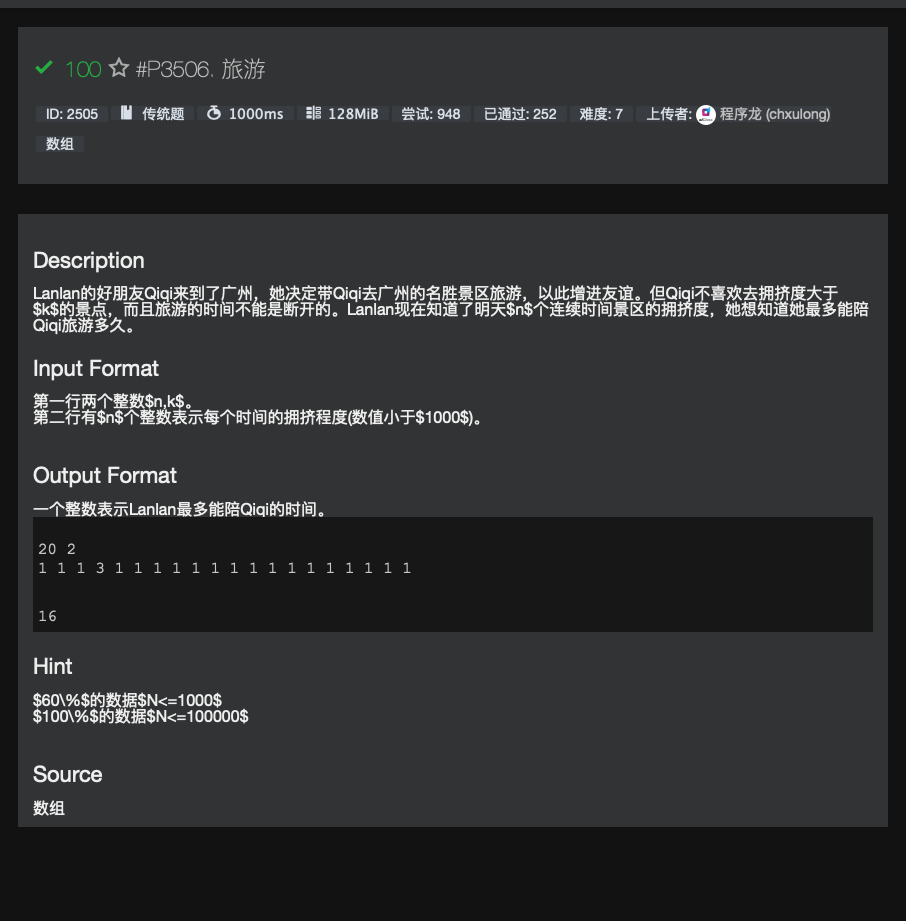 100 #P3506. 旅游
ID: 2505 传统题 1000ms 128MiB 尝试: 948 已通过: 252 难度: 7 上传者: 程序龙 (chxulong)
数组
Description
Lanlan的好朋友Qiqi来到了广州，她决定带Qiqi去广州的名胜景区旅游，以此增进友谊。但Qiqi不喜欢去拥挤度大于
$k$的景点，而且旅游的时间不能是断开的。Lanlan现在知道了明天$n$个连续时间景区的拥挤度，她想知道她最多能陪
Qiqi旅游多久。
Input Format
第一行两个整数$n,k$。
第二行有$n$个整数表示每个时间的拥挤程度(数值小于$1000$)。
Output Format
一个整数表示Lanlan最多能陪Qiqi的时间。
20 2
1 1 1 3 1 1 1 1 1 1 1 1 1 1 1 1 1 1 1 1
16
Hint
$60\%$的数据$N<=1000$
$100\%$的数据$N<=100000$
Source
数组